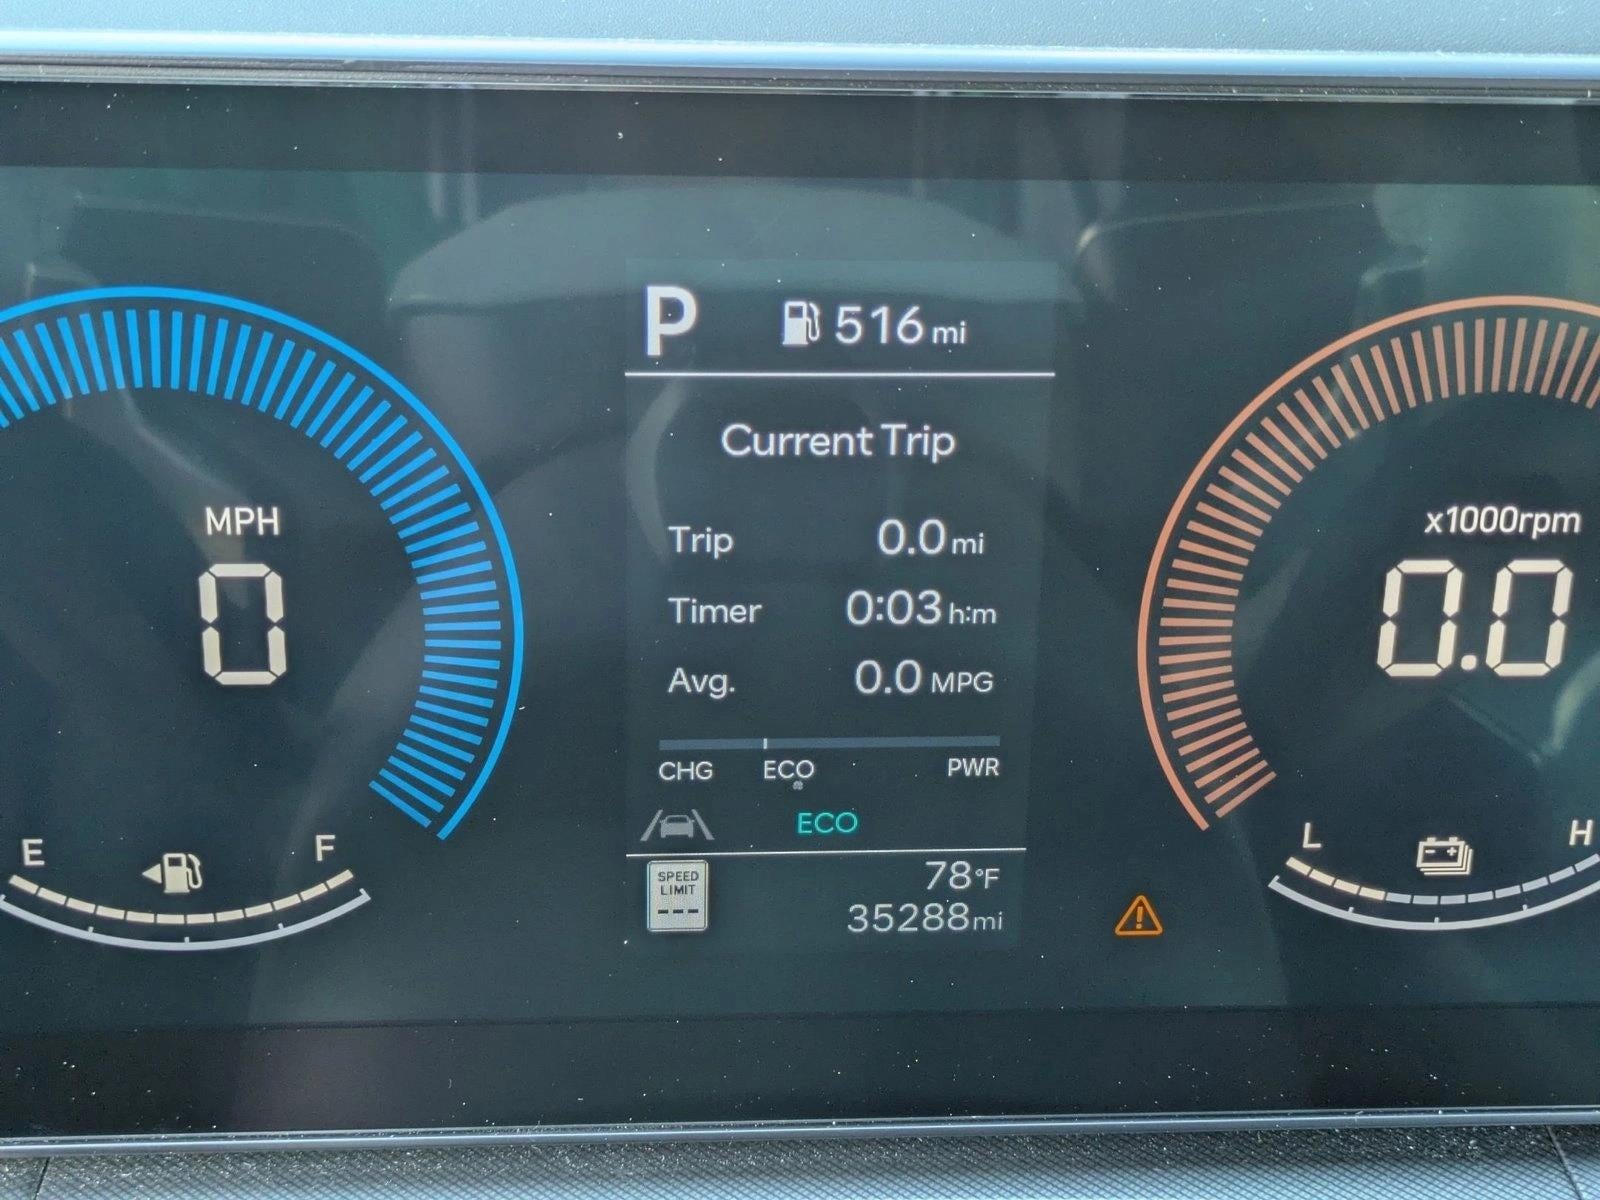 P 516 mi
Current Trip
MPH
0
Trip 0.0 mi
Timer 0:03 h:m
Avg. 0.0 MPG
CHG ECO PWR
ECO
SPEED
LIMIT
---
78°F
35288 mi
E F
x1000rpm
0.0
L H